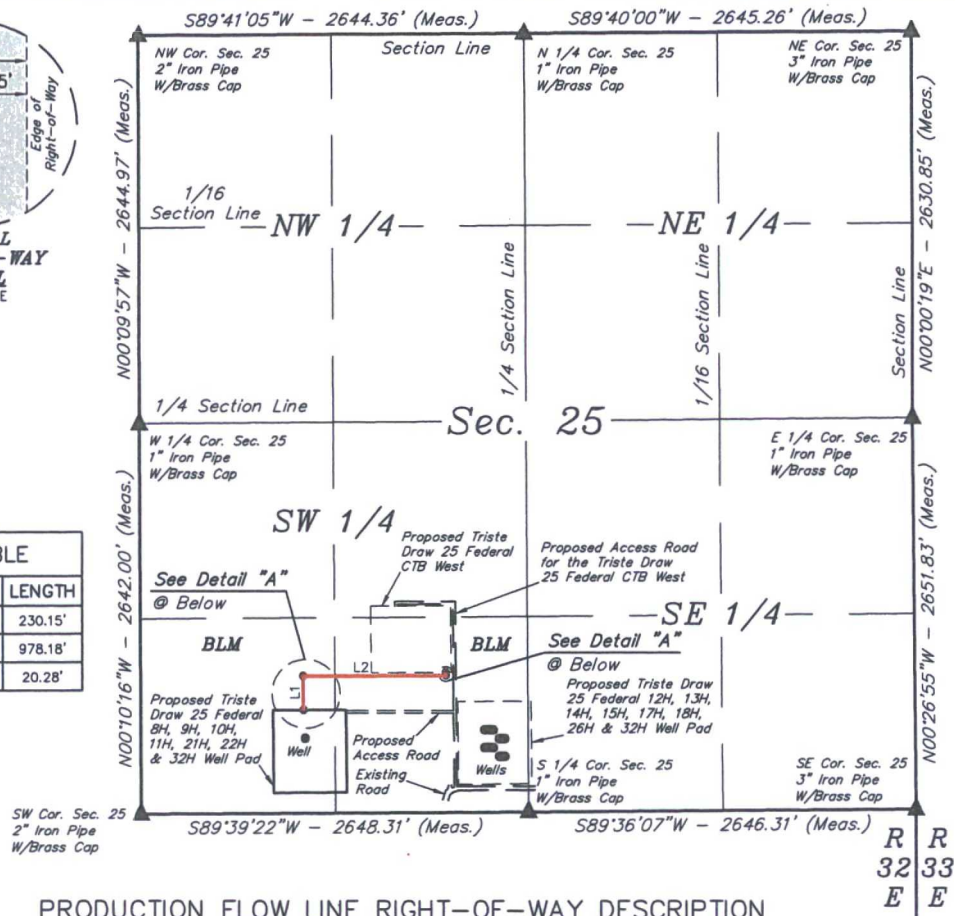 S89°41'05"W - 2644.36' (Meas.)
S89°40'00"W - 2645.26' (Meas.)
NW Cor. Sec. 25
2" Iron Pipe
W/Brass Cap
Section Line
N 1/4 Cor. Sec. 25
1" Iron Pipe
W/Brass Cap
NE Cor. Sec. 25
3" Iron Pipe
W/Brass Cap
5'
Edge of
Right-of-Way
N00°09'57"W - 2644.97' (Meas.)
1/16
Section Line
NW 1/4
NE 1/4
N00°00'19"E - 2630.85' (Meas.)
L
-WAY
L
E
1/4 Section Line
1/16 Section Line
Section Line
1/4 Section Line
Sec. 25
W 1/4 Cor. Sec. 25
1" Iron Pipe
W/Brass Cap
E 1/4 Cor. Sec. 25
1" Iron Pipe
W/Brass Cap
N00°10'16"W - 2642.00' (Meas.)
SW 1/4
Proposed Triste
Draw 25 Federal
CTB West
Proposed Access Road
for the Triste Draw
25 Federal CTB West
N00°26'55"W - 2651.83' (Meas.)
BLE
LENGTH
230.15'
978.18'
20.28'
See Detail "A"
@ Below
SE 1/4
BLM
BLM
See Detail "A"
@ Below
L2
L1
Proposed Triste
Draw 25 Federal
8H, 9H, 10H,
11H, 21H, 22H
& 32H Well Pad
Well
Proposed
Access Road
Existing
Road
Wells
Proposed Triste Draw
25 Federal 12H, 13H,
14H, 15H, 17H, 18H,
26H & 32H Well Pad
S 1/4 Cor. Sec. 25
1" Iron Pipe
W/Brass Cap
SE Cor. Sec. 25
3" Iron Pipe
W/Brass Cap
SW Cor. Sec. 25
2" Iron Pipe
W/Brass Cap
S89°39'22"W - 2648.31' (Meas.)
S89°36'07"W - 2646.31' (Meas.)
R R
32 33
E E
PRODUCTION FLOW LINE RIGHT-OF-WAY DESCRIPTION